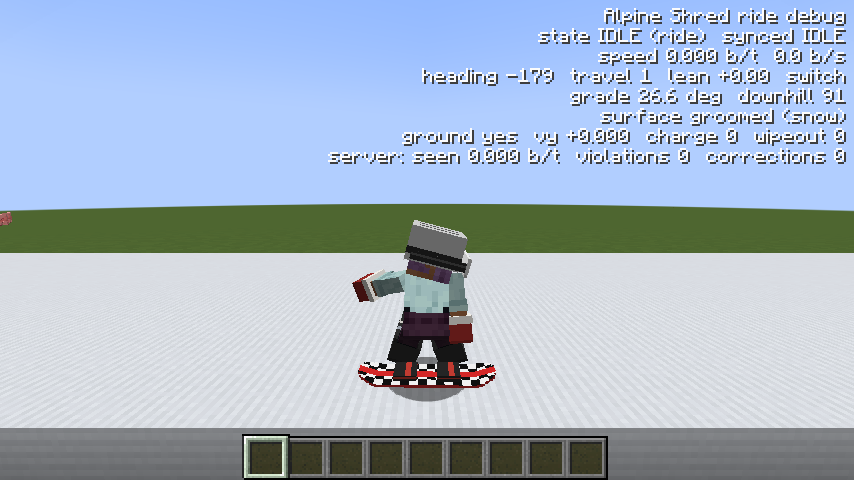 Alpine Shred ride debug
state IDLE (ride) synced IDLE
speed 0.000 b/t 0.0 b/s
heading -179 travel 1 lean +0.00 switch
grade 26.6 deg downhill 91
surface groomed (snow)
ground yes vy +0.000 charge 0 wipeout 0
server: seen 0.000 b/t violations 0 corrections 0